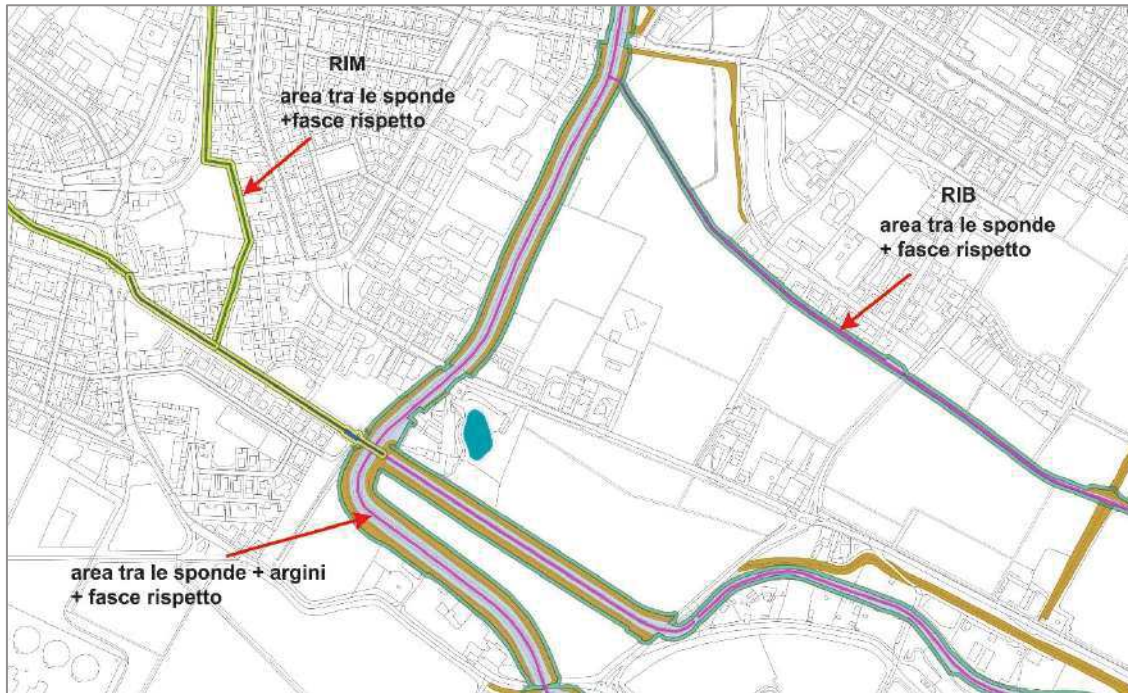 RIM
area tra le sponde
+fasce rispetto
RIB
area tra le sponde
+ fasce rispetto
area tra le sponde + argini
+ fasce rispetto